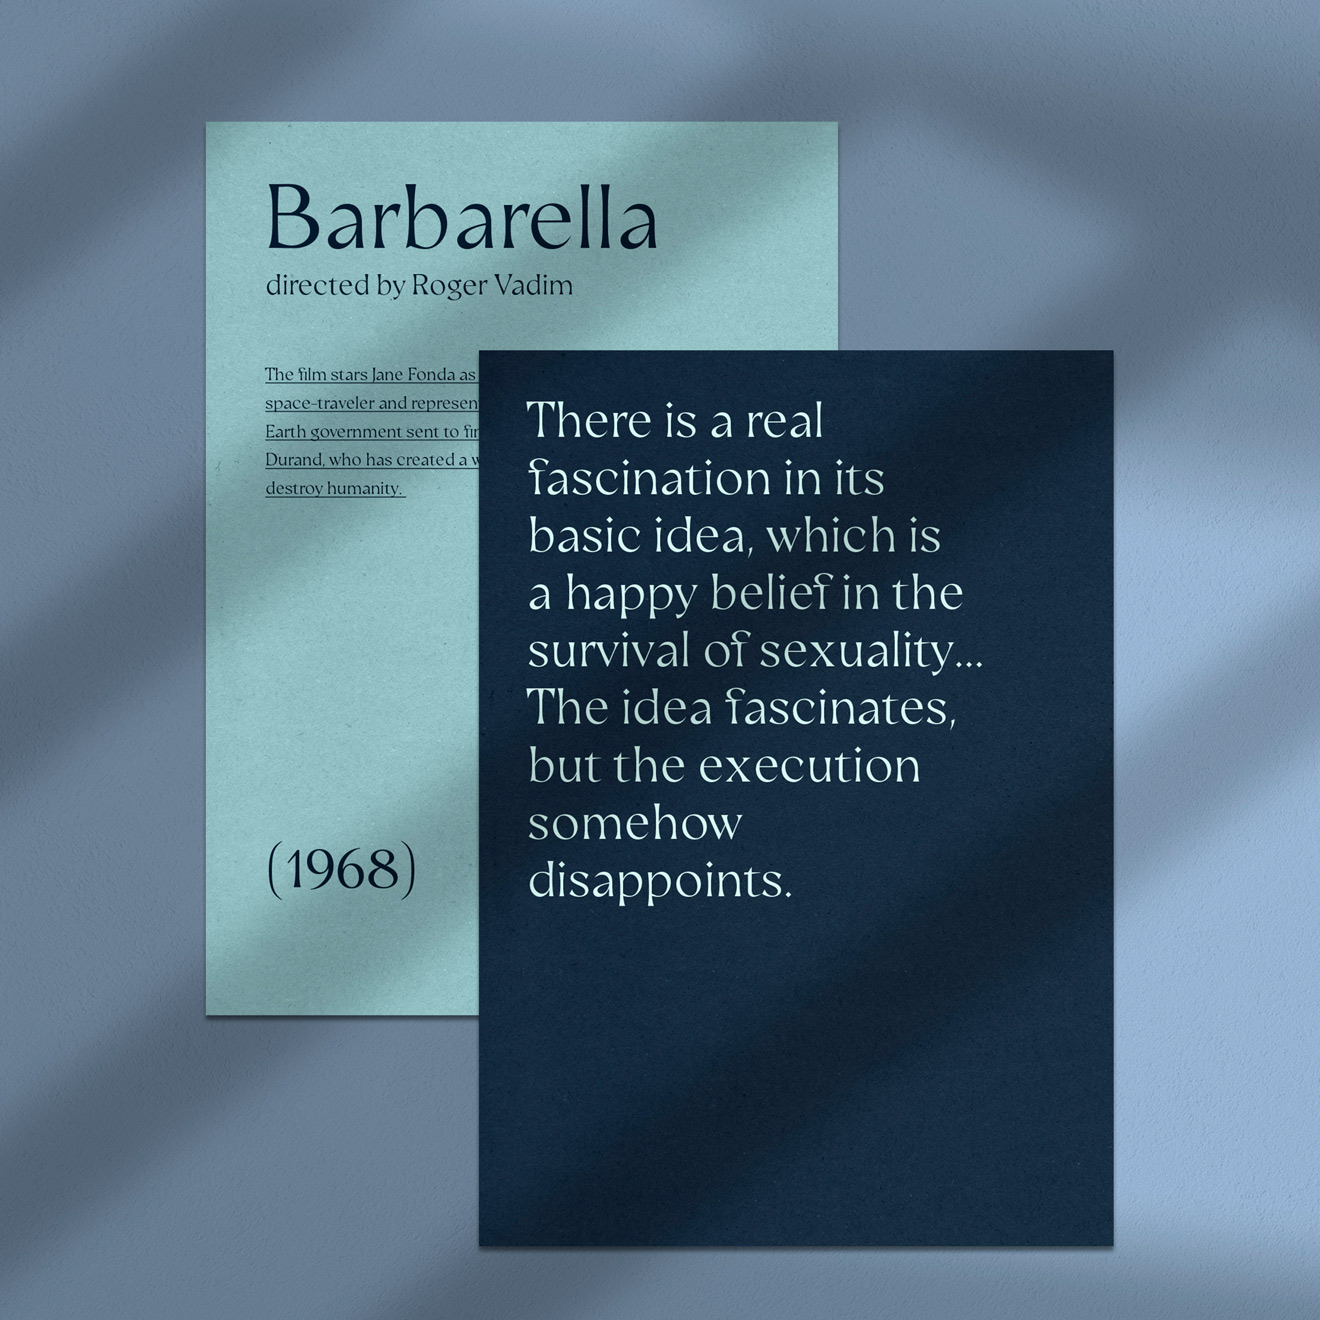 Barbarella
directed by Roger Vadim
The film stars Jane Fonda as
space-traveler and represen
Earth government sent to fin
Durand, who has created a w
destroy humanity.
(1968)
There is a real
fascination in its
basic idea, which is
a happy belief in the
survival of sexuality...
The idea fascinates,
but the execution
somehow
disappoints.